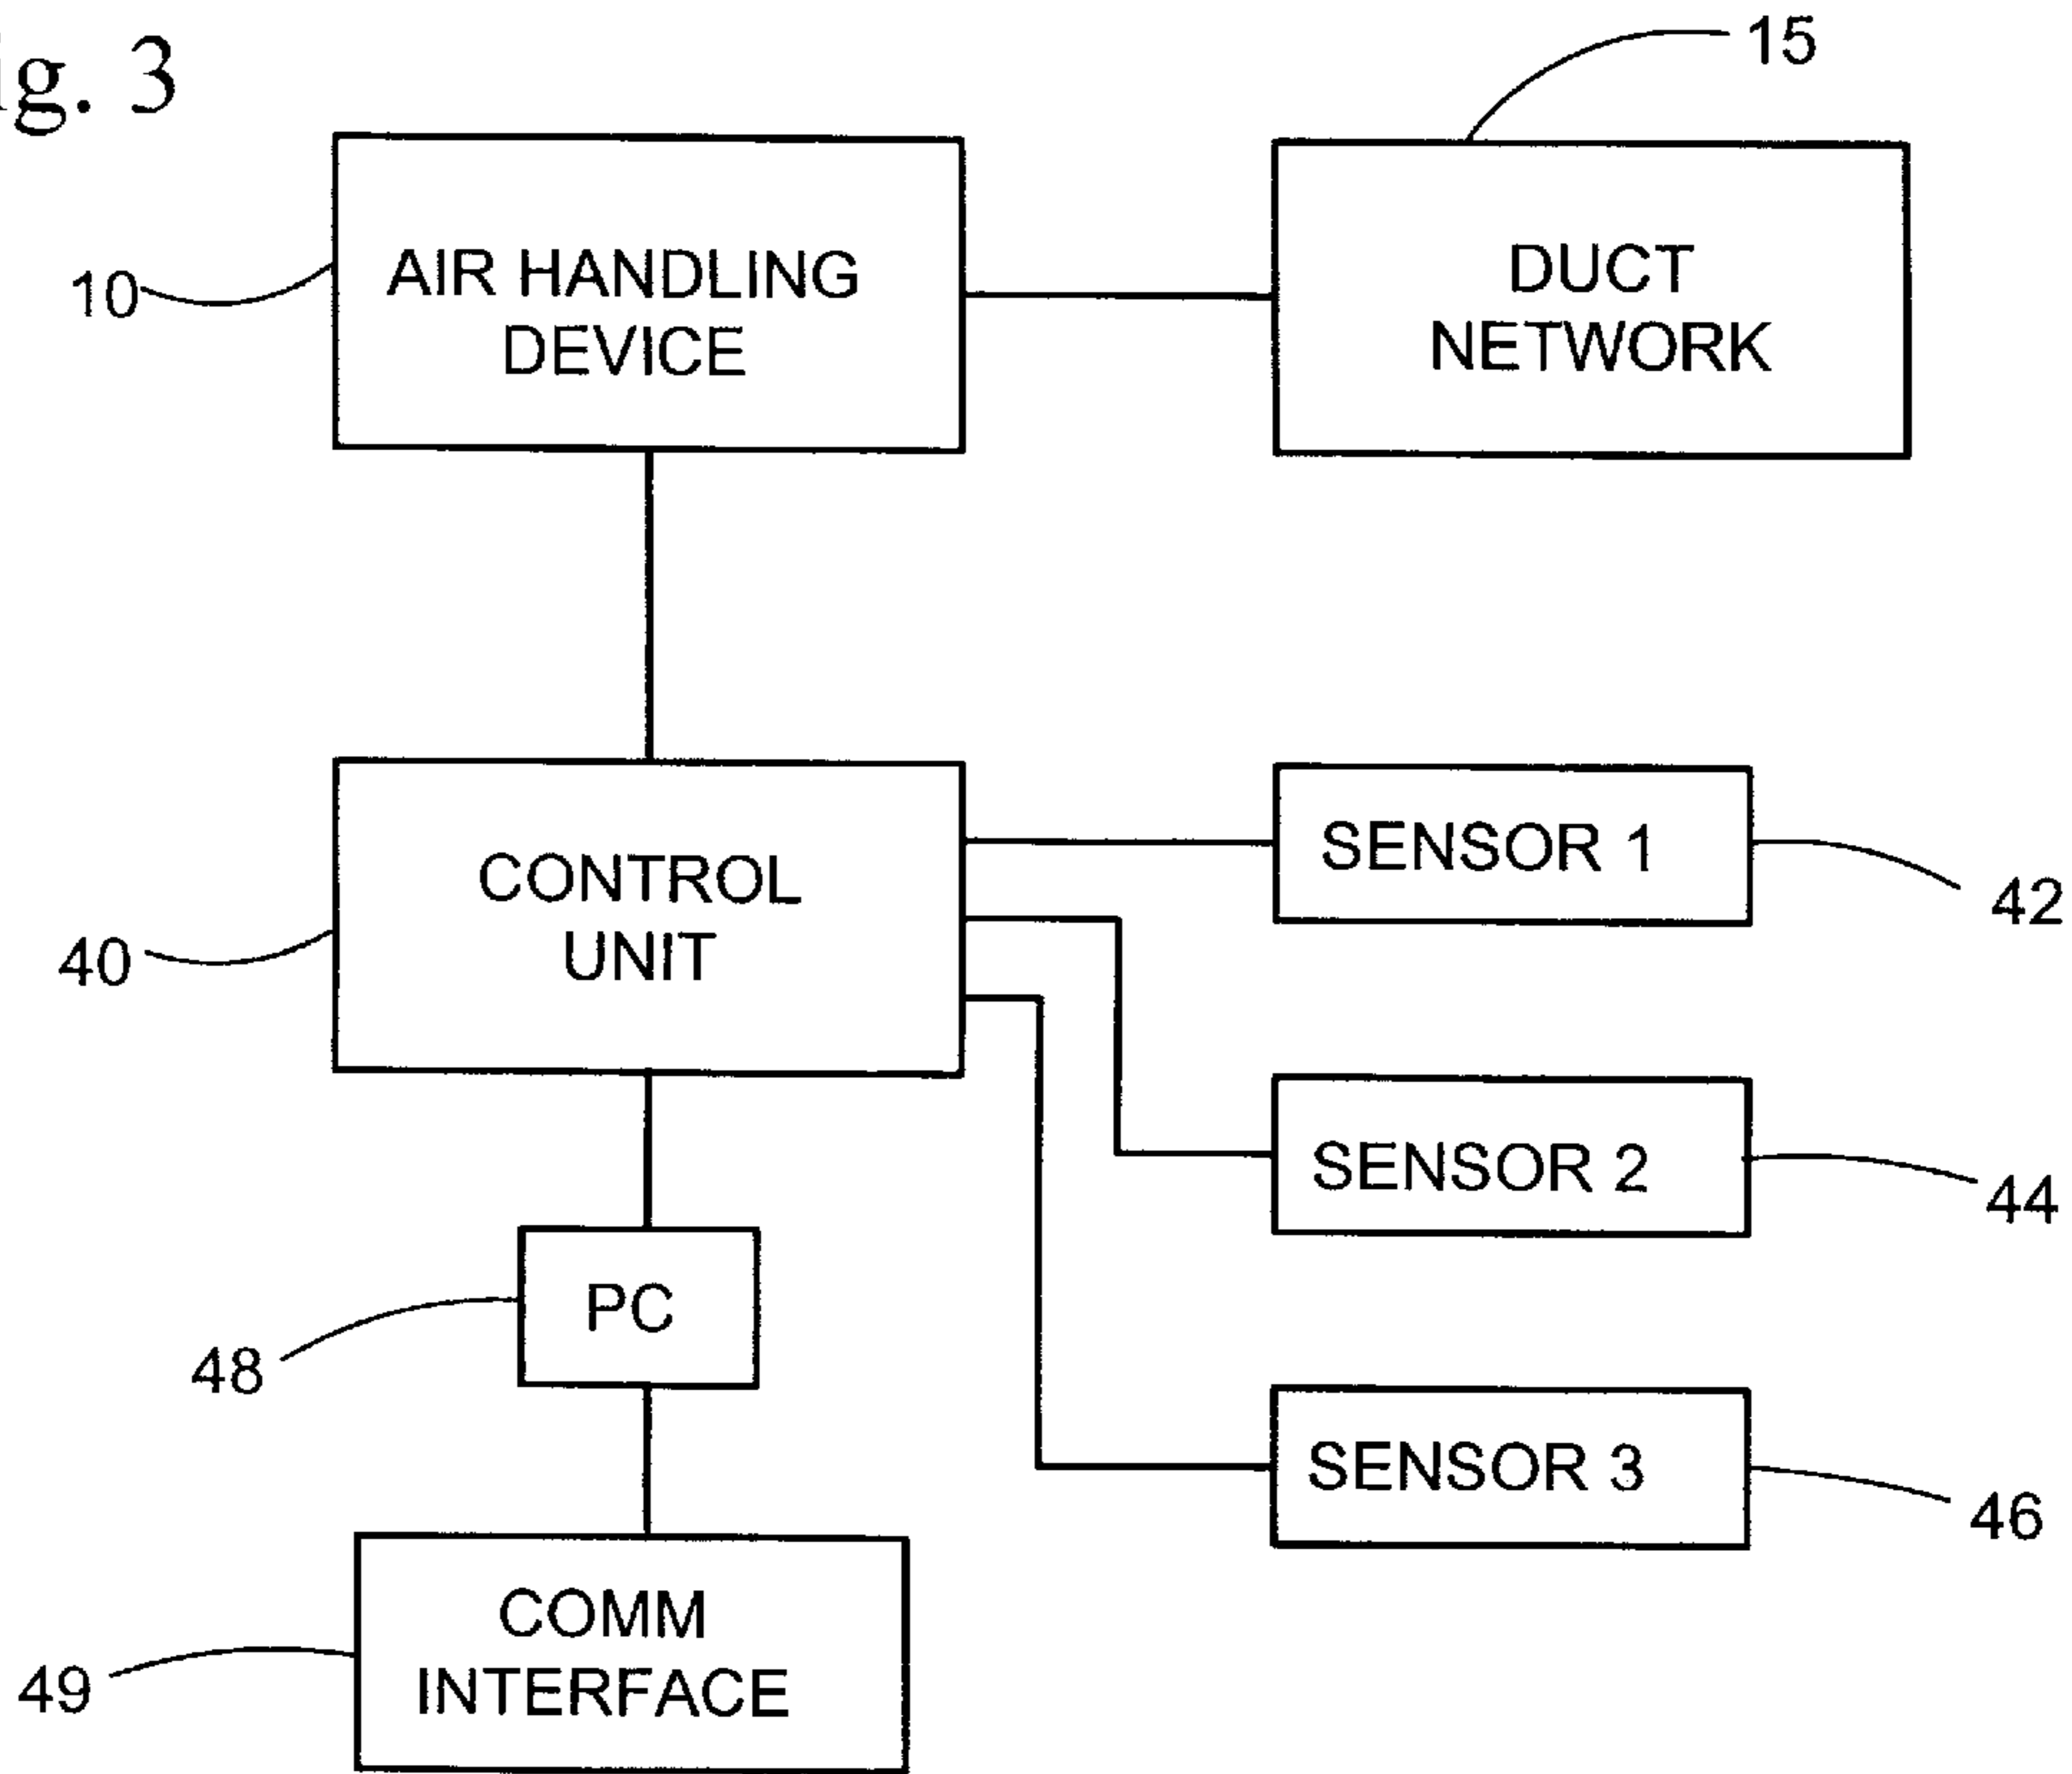 ig. 3
15
10
AIR HANDLING
DEVICE
DUCT
NETWORK
40
CONTROL
UNIT
SENSOR 1
42
SENSOR 2
44
48
PC
SENSOR 3
46
49
COMM
INTERFACE